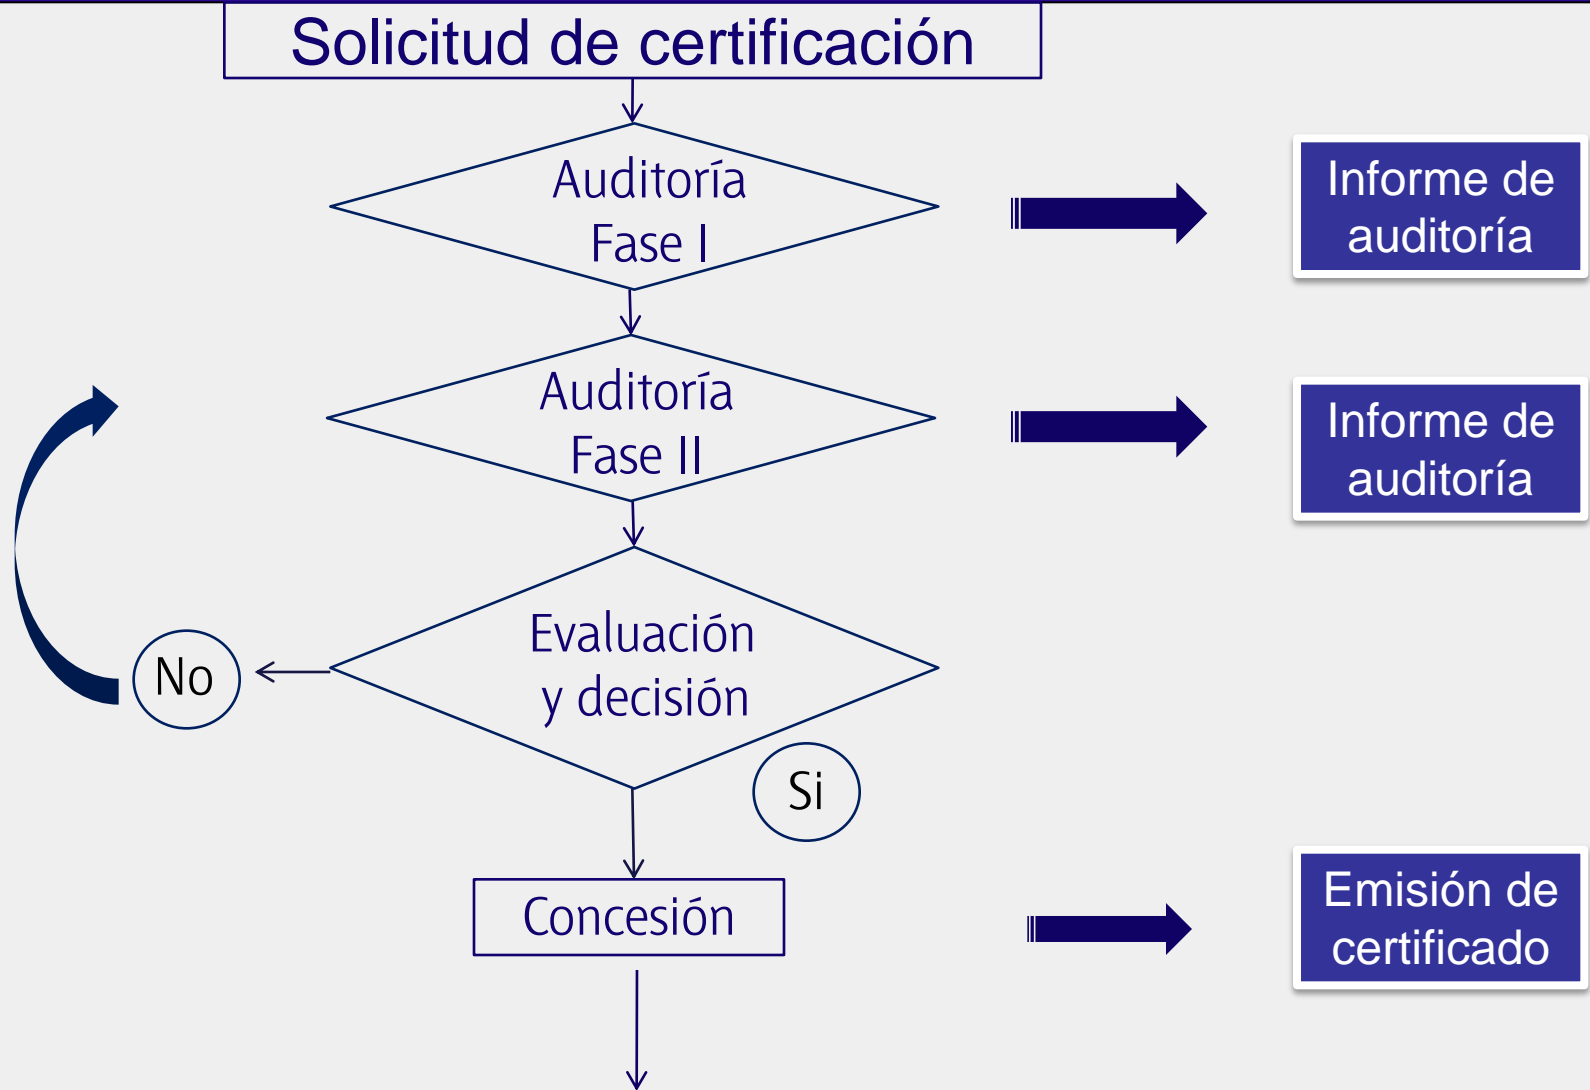 Solicitud de certificación
Auditoría
Fase I
Informe de
auditoría
Auditoría
Fase II
Informe de
auditoría
Evaluación
y decisión
No
Si
Concesión
Emisión de
certificado